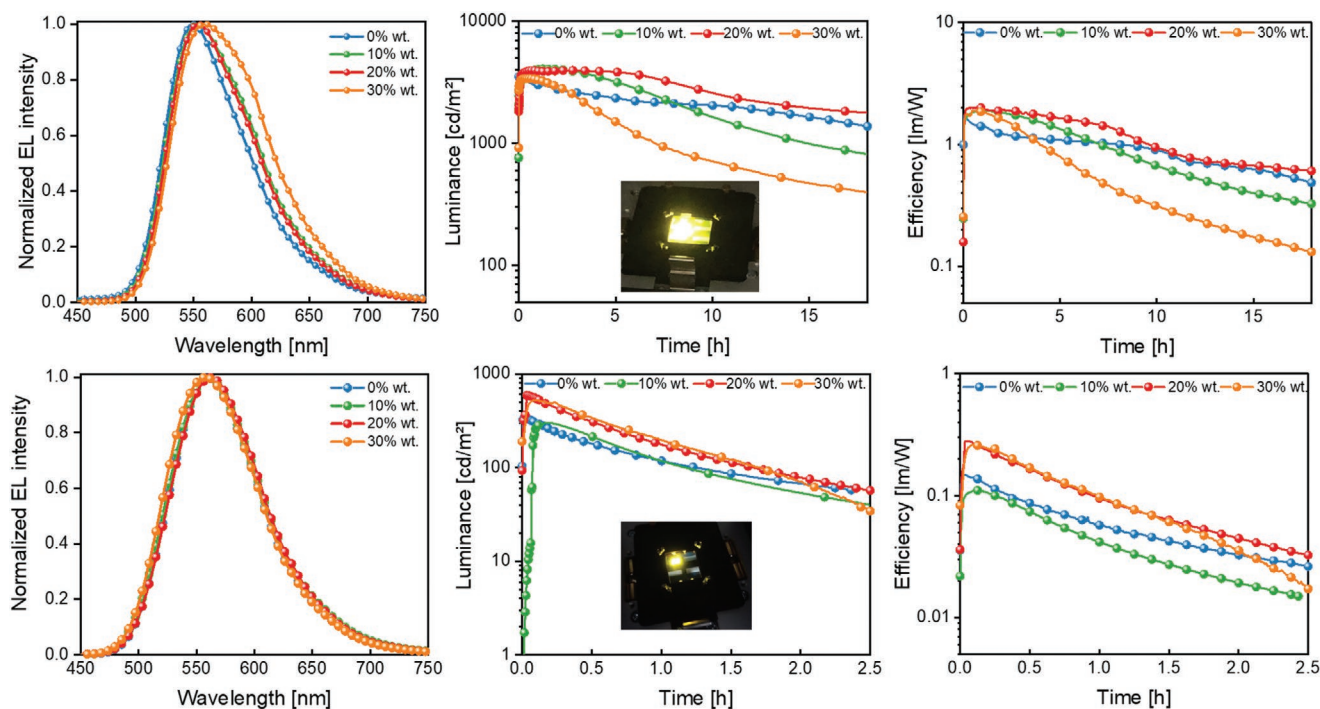 1.0
0.8
0.6
0.4
0.2
0.0
Normalized EL intensity
0% wt.
10% wt.
20% wt.
30% wt.
450 500 550 600 650 700 750
Wavelength [nm]
10000
1000
100
Luminance [cd/m²]
0% wt. 10% wt. 20% wt. 30% wt.
0 5 10 15
Time [h]
10
1
0.1
Efficiency [lm/W]
0% wt. 10% wt. 20% wt. 30% wt.
0 5 10 15
Time [h]
1.0
0.8
0.6
0.4
0.2
0.0
Normalized EL intensity
0% wt.
10% wt.
20% wt.
30% wt.
450 500 550 600 650 700 750
Wavelength [nm]
1000
100
10
1
Luminance [cd/m²]
0% wt. 10% wt. 20% wt. 30% wt.
0.0 0.5 1.0 1.5 2.0 2.5
Time [h]
1
0.1
0.01
Efficiency [lm/W]
0% wt. 10% wt. 20% wt. 30% wt.
0.0 0.5 1.0 1.5 2.0 2.5
Time [h]